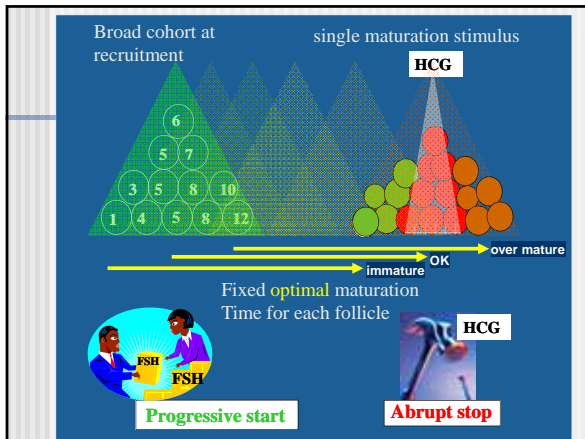 Broad cohort at
recruitment
single maturation stimulus
HCG
6
5 7
3 5 8 10
1 4 5 8 12
over mature
OK
immature
Fixed optimal maturation
Time for each follicle
HCG
FSH
FSH
Progressive start
Abrupt stop